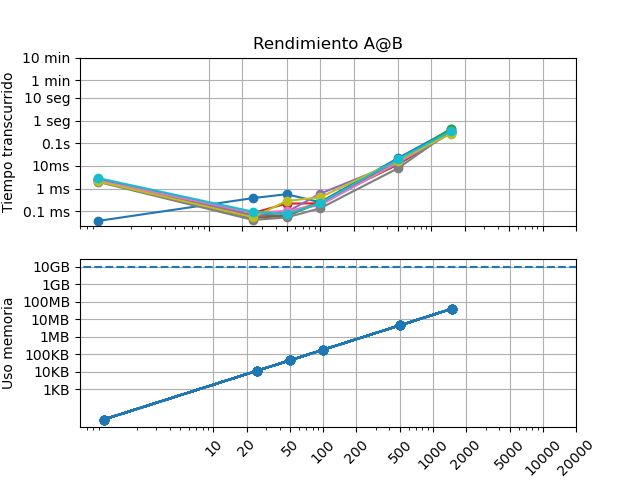 Rendimiento A@B
Tiempo transcurrido
10 min
1 min
10 seg
1 seg
0.1s
10ms
1 ms
0.1 ms
Uso memoria
10GB
1GB
100MB
10MB
1MB
100KB
10KB
1KB
10
20
50
100
200
500
1000
2000
5000
10000
20000